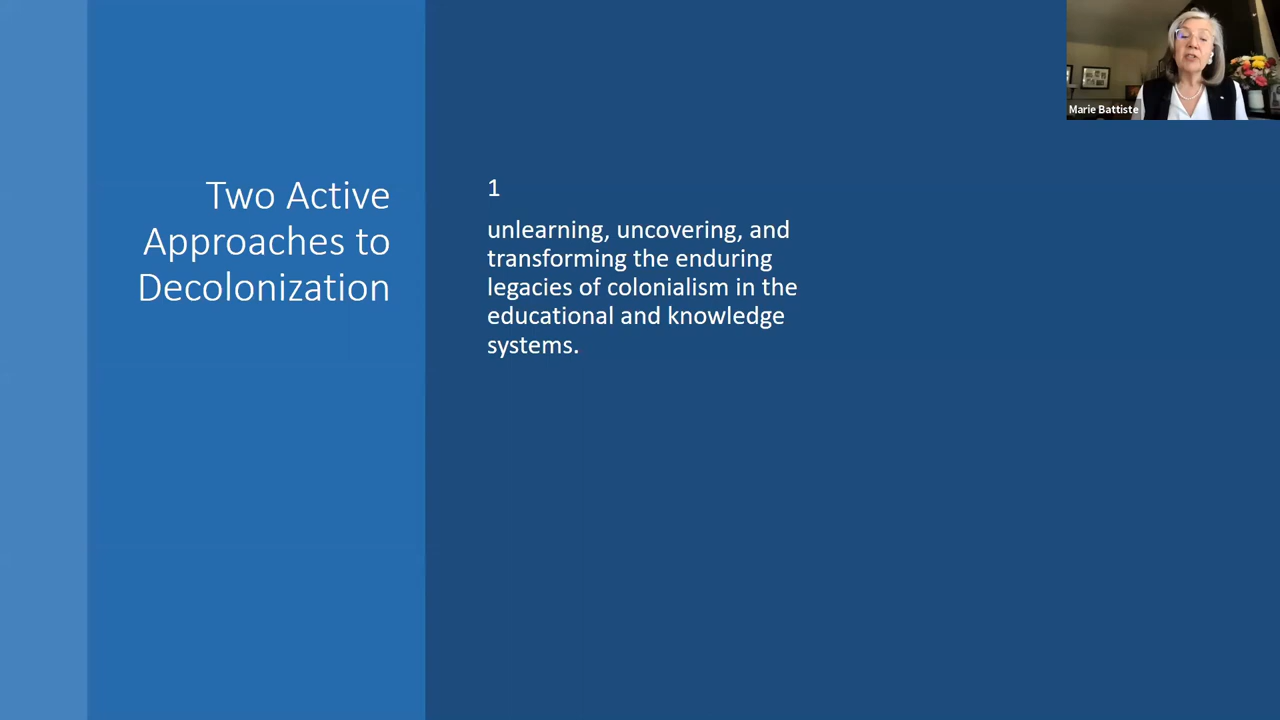 Marie Battiste
Two Active
Approaches to
Decolonization
1
unlearning, uncovering, and
transforming the enduring
legacies of colonialism in the
educational and knowledge
systems.